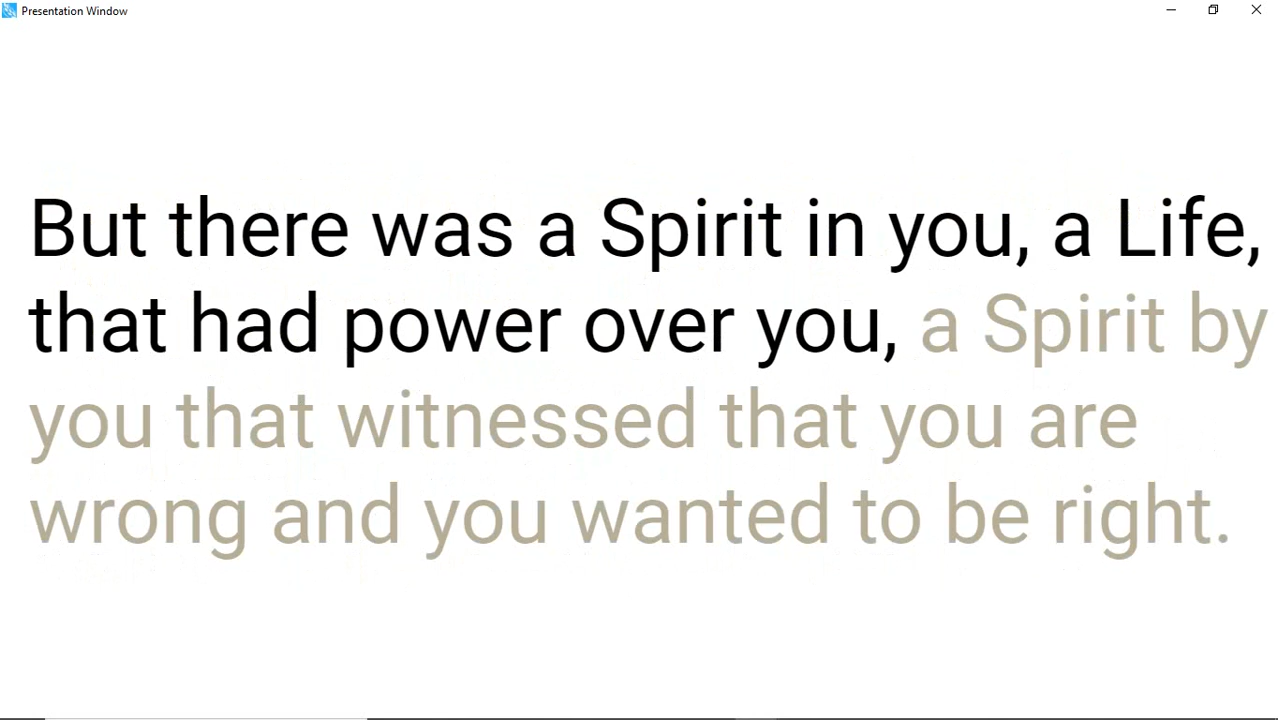 Presentation Window
But there was a Spirit in you, a Life,
that had power over you, a Spirit by
you that witnessed that you are
wrong and you wanted to be right.